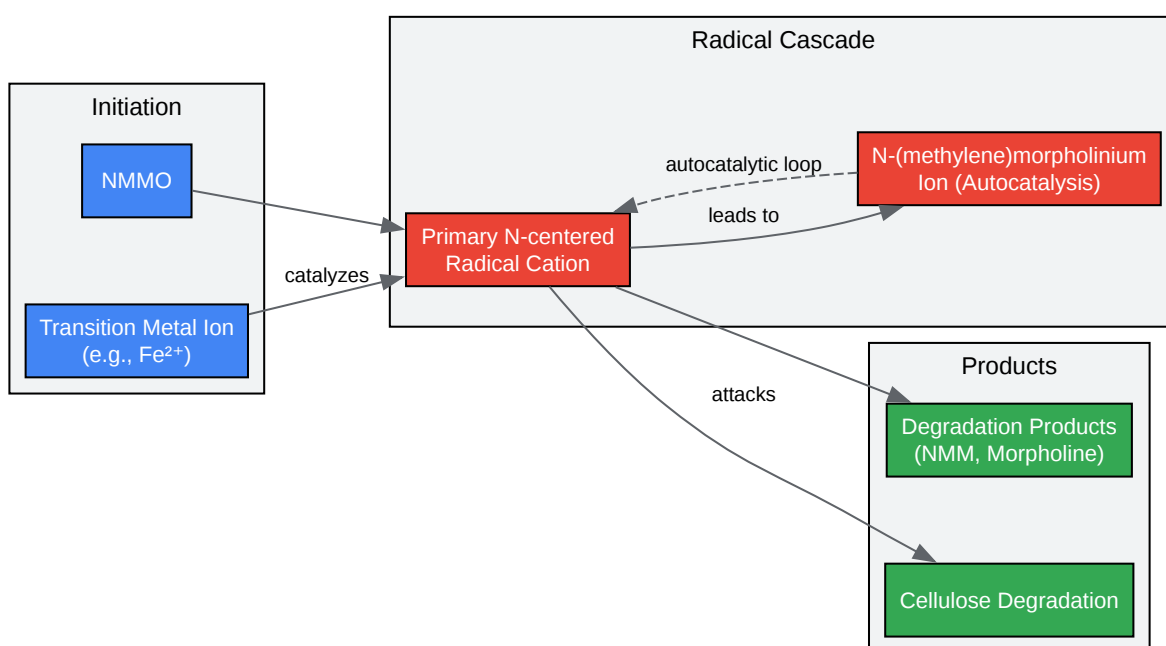 Initiation
NMMO
Transition Metal Ion
(e.g., Fe²⁺)
catalyzes
Radical Cascade
Primary N-centered
Radical Cation
autocatalytic loop
leads to
N-(methylene)morpholinium
Ion (Autocatalysis)
attacks
Products
Degradation Products
(NMM, Morpholine)
Cellulose Degradation